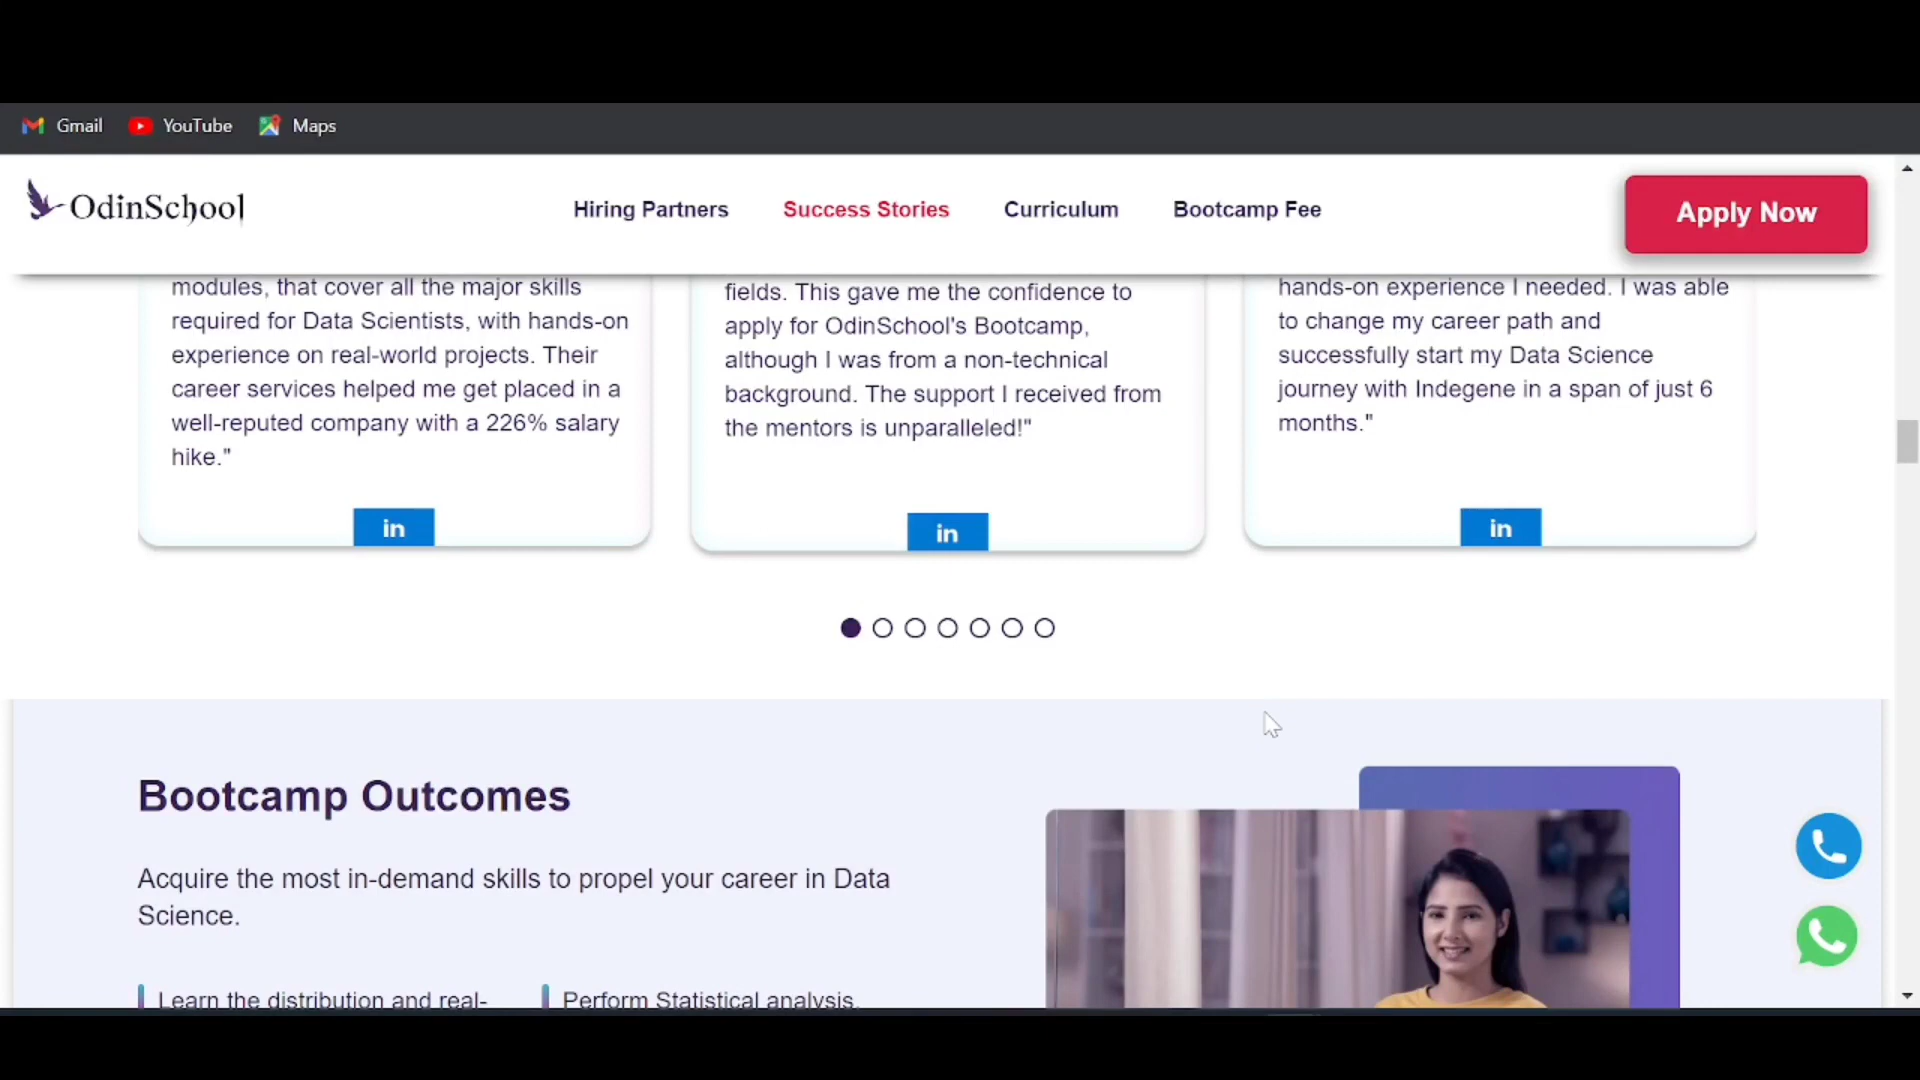 Gmail YouTube Maps
OdinSchool
Hiring Partners Success Stories Curriculum Bootcamp Fee
Apply Now
modules, that cover all the major skills
required for Data Scientists, with hands-on
experience on real-world projects. Their
career services helped me get placed in a
well-reputed company with a 226% salary
hike."
in
fields. This gave me the confidence to
apply for OdinSchool's Bootcamp,
although I was from a non-technical
background. The support I received from
the mentors is unparalleled!"
in
hands-on experience I needed. I was able
to change my career path and
successfully start my Data Science
journey with Indegene in a span of just 6
months."
in
Bootcamp Outcomes
Acquire the most in-demand skills to propel your career in Data
Science.
Learn the distribution and real-
Perform Statistical analysis,